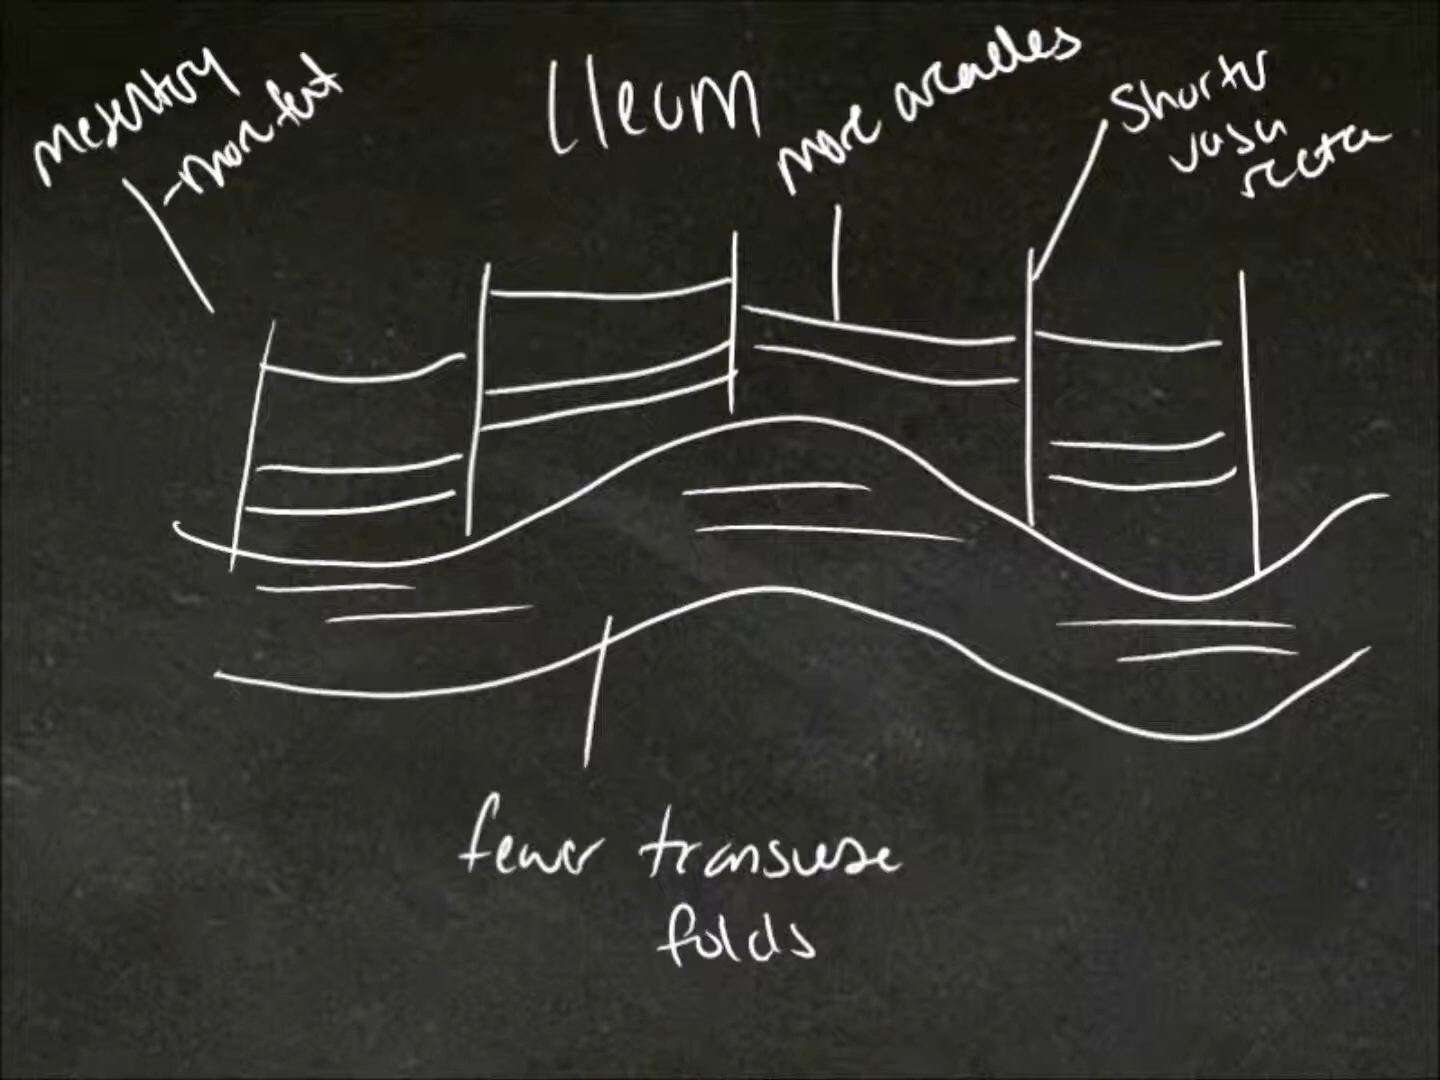 mesentery
-more fat
Ileum
more arcades
Shorter
vasa
recta
fewer transverse
folds